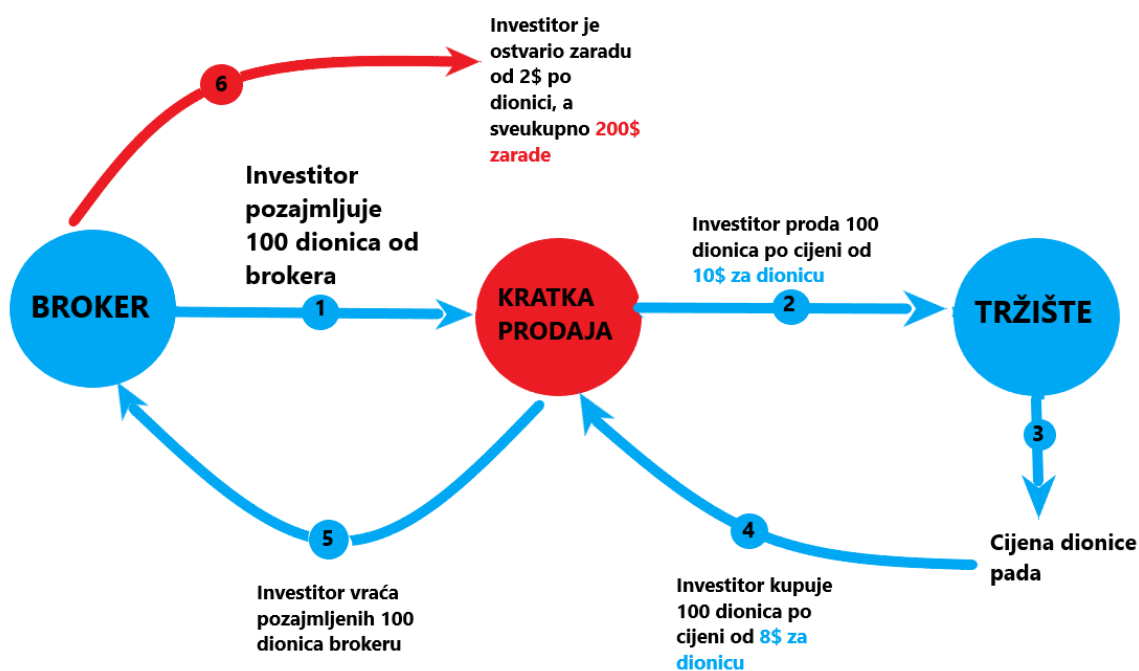 Investitor je
ostvario zaradu
od 2$ po
dionici, a
sveukupno 200$
zarade
6
Investitor
pozajmljuje
100 dionica od
brokera
Investitor proda 100
dionica po cijeni od
10$ za dionicu
BROKER
1
KRATKA
PRODAJA
2
TRŽIŠTE
3
Cijena dionice
pada
4
Investitor kupuje
100 dionica po
cijeni od 8$ za
dionicu
5
Investitor vraća
pozajmljenih 100
dionica brokeru